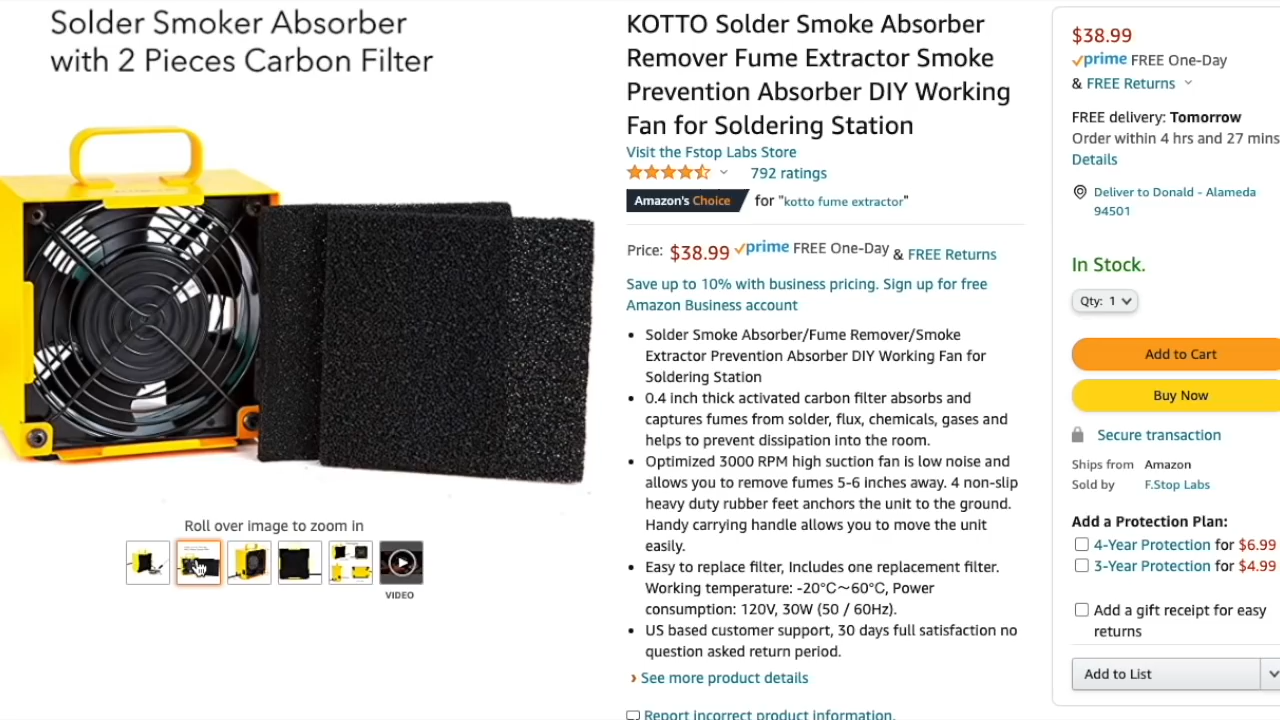 Solder Smoker Absorber
with 2 Pieces Carbon Filter
Roll over image to zoom in
VIDEO
KOTTO Solder Smoke Absorber
Remover Fume Extractor Smoke
Prevention Absorber DIY Working
Fan for Soldering Station
Visit the Fstop Labs Store
792 ratings
Amazon's Choice for "kotto fume extractor"
Price: $38.99 prime FREE One-Day & FREE Returns
Save up to 10% with business pricing. Sign up for free
Amazon Business account
• Solder Smoke Absorber/Fume Remover/Smoke
Extractor Prevention Absorber DIY Working Fan for
Soldering Station
• 0.4 inch thick activated carbon filter absorbs and
captures fumes from solder, flux, chemicals, gases and
helps to prevent dissipation into the room.
• Optimized 3000 RPM high suction fan is low noise and
allows you to remove fumes 5-6 inches away. 4 non-slip
heavy duty rubber feet anchors the unit to the ground.
Handy carrying handle allows you to move the unit
easily.
• Easy to replace filter, Includes one replacement filter.
Working temperature: -20℃～60℃, Power
consumption: 120V, 30W (50 / 60Hz).
• US based customer support, 30 days full satisfaction no
question asked return period.
› See more product details
Report incorrect product information.
$38.99
prime FREE One-Day
& FREE Returns
FREE delivery: Tomorrow
Order within 4 hrs and 27 mins
Details
Deliver to Donald - Alameda
94501
In Stock.
Qty: 1
Add to Cart
Buy Now
Secure transaction
Ships from Amazon
Sold by F.Stop Labs
Add a Protection Plan:
4-Year Protection for $6.99
3-Year Protection for $4.99
Add a gift receipt for easy
returns
Add to List